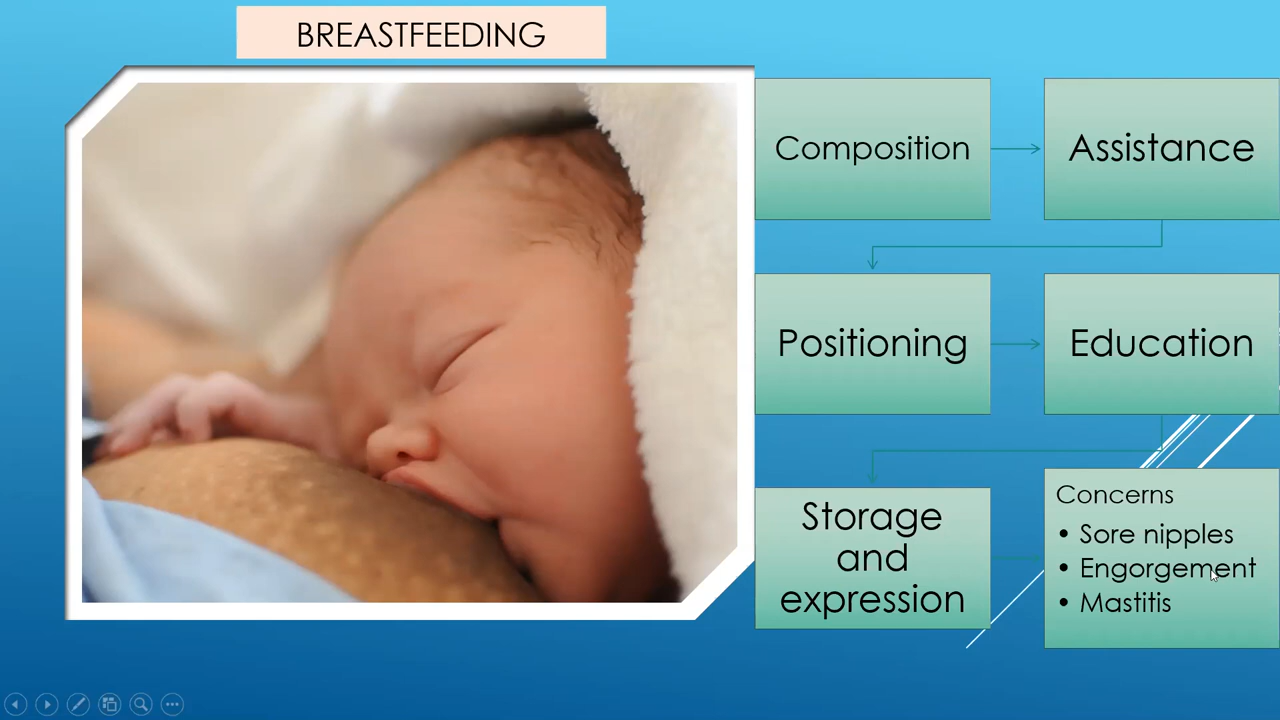 BREASTFEEDING
Composition
Assistance
Positioning
Education
Storage
and
expression
Concerns
• Sore nipples
• Engorgement
• Mastitis